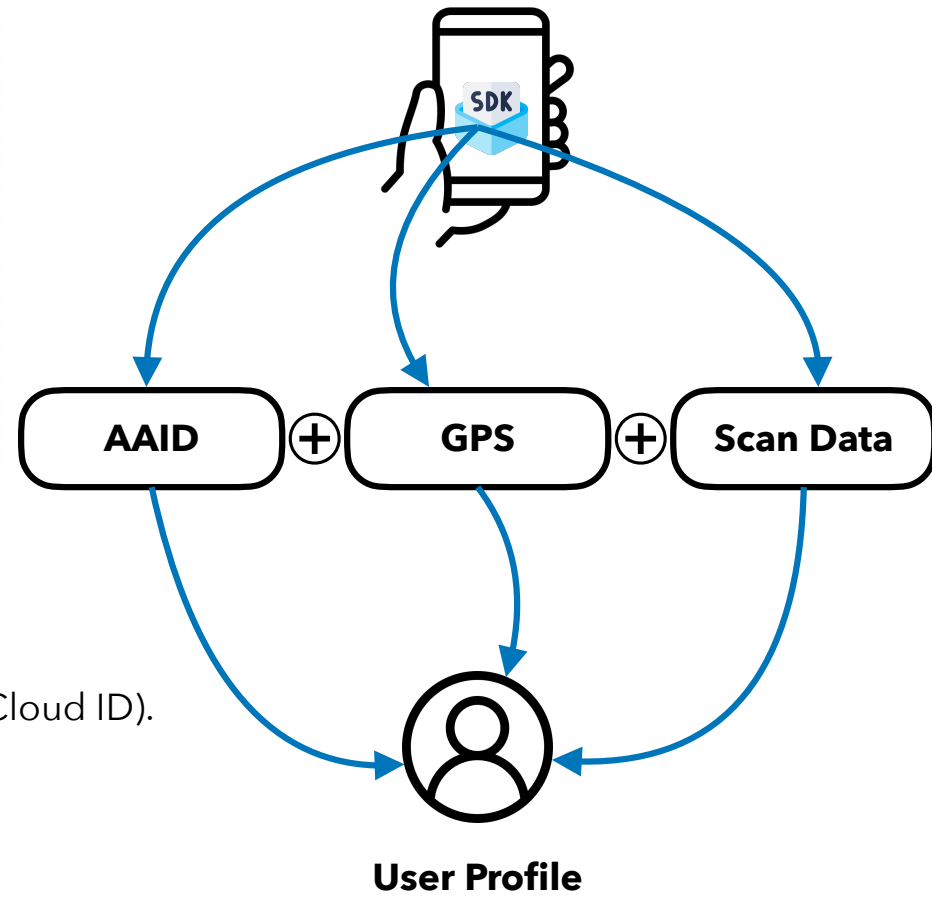 SDK
AAID
GPS
Scan Data
Cloud ID).
User Profile